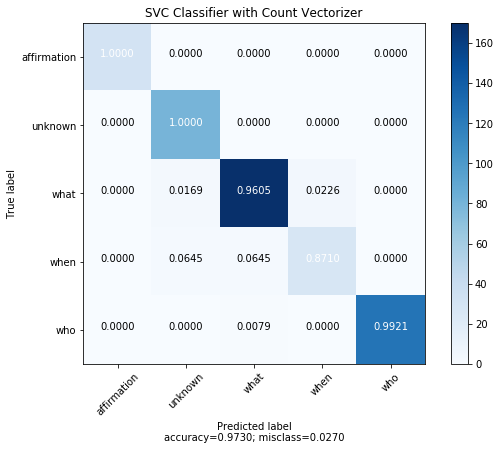 SVC Classifier with Count Vectorizer
affirmation 1.0000 0.0000 0.0000 0.0000 0.0000
unknown 0.0000 1.0000 0.0000 0.0000 0.0000
what 0.0000 0.0169 0.9605 0.0226 0.0000
when 0.0000 0.0645 0.0645 0.8710 0.0000
who 0.0000 0.0000 0.0079 0.0000 0.9921
True label
affirmation unknown what when who
Predicted label
accuracy=0.9730; misclass=0.0270
160
140
120
100
80
60
40
20
0